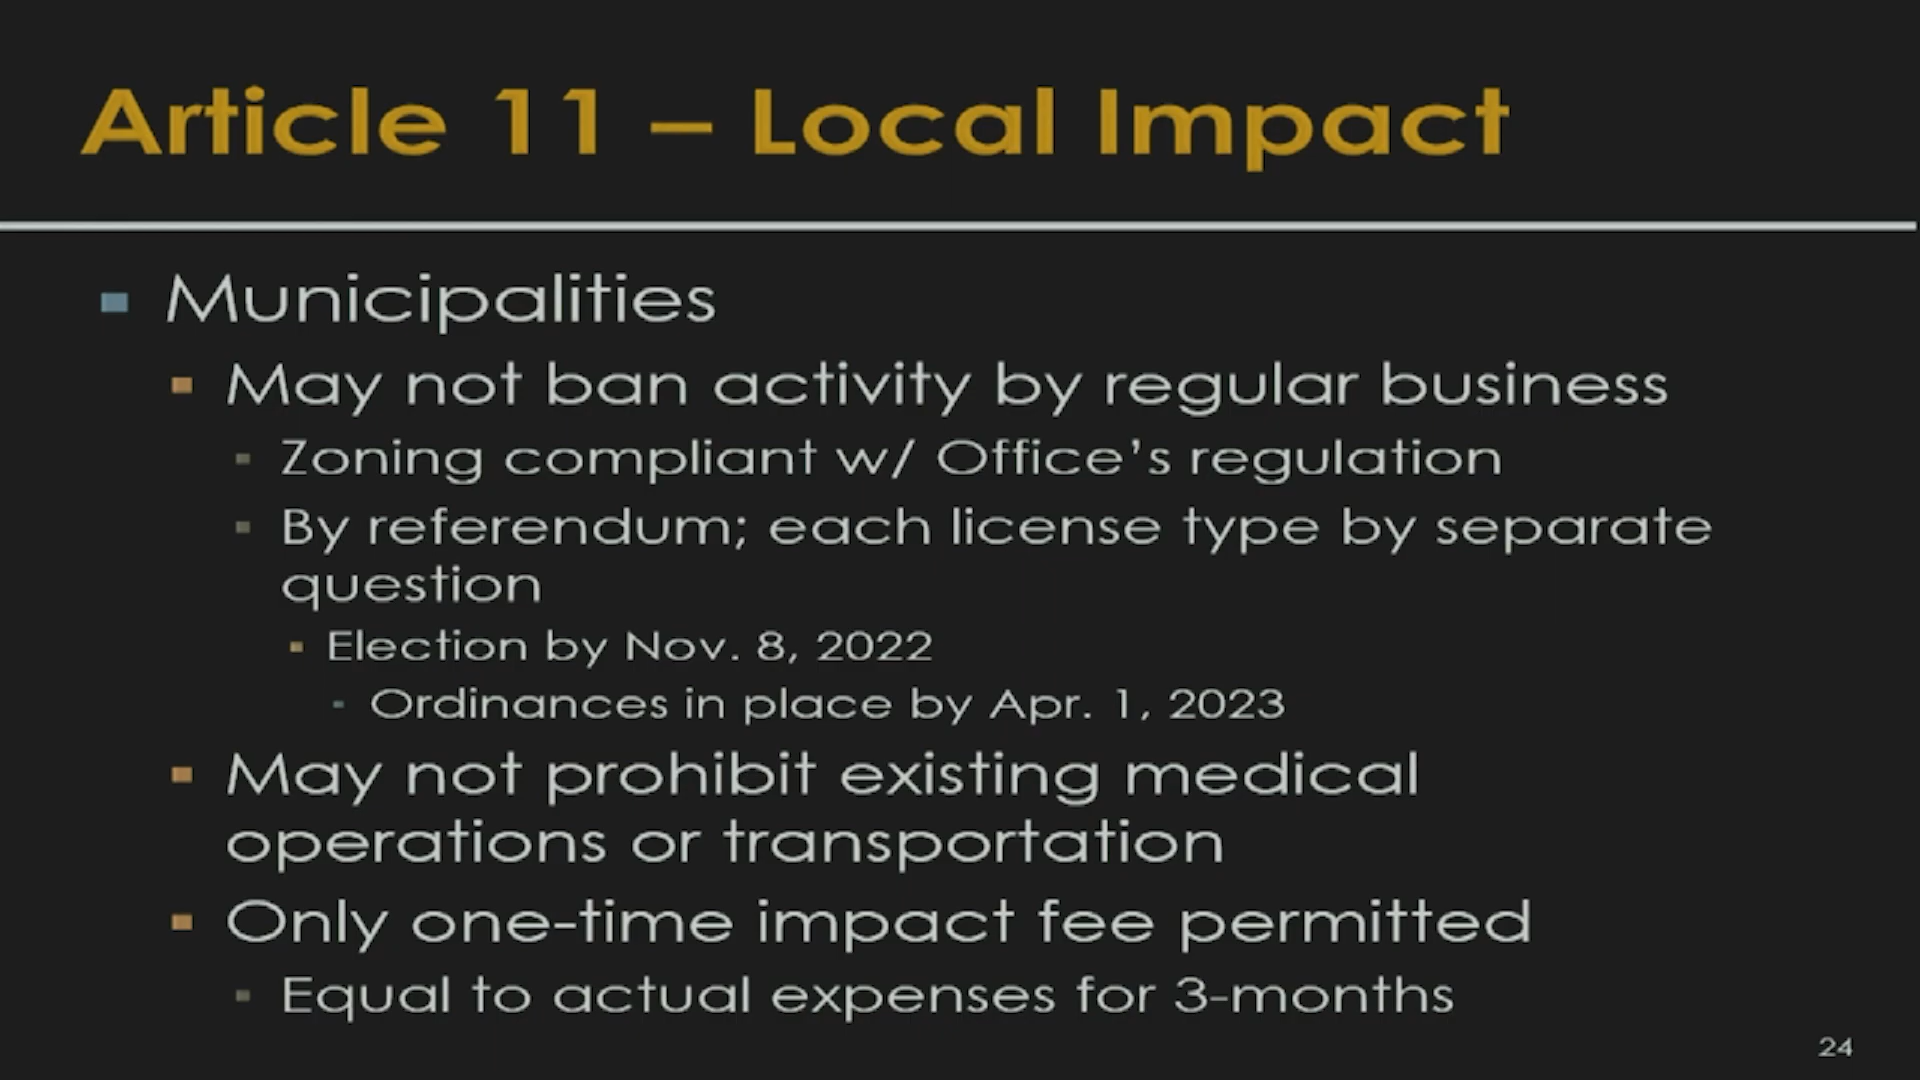 Article 11 – Local Impact
Municipalities
May not ban activity by regular business
Zoning compliant w/ Office’s regulation
By referendum; each license type by separate
question
Election by Nov. 8, 2022
Ordinances in place by Apr. 1, 2023
May not prohibit existing medical
operations or transportation
Only one-time impact fee permitted
Equal to actual expenses for 3-months
24